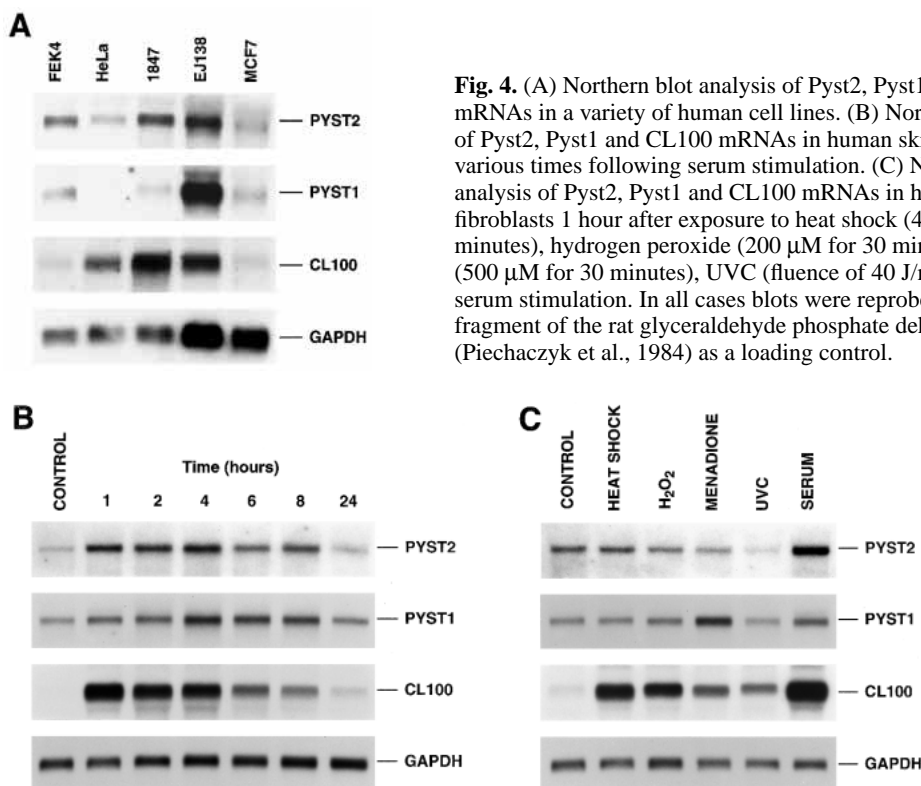 A
FEK4
HeLa
1847
EJ138
MCF7
PYST2
PYST1
CL100
GAPDH
Fig. 4. (A) Northern blot analysis of Pyst2, Pyst1
mRNAs in a variety of human cell lines. (B) Nor
of Pyst2, Pyst1 and CL100 mRNAs in human sk
various times following serum stimulation. (C) N
analysis of Pyst2, Pyst1 and CL100 mRNAs in h
fibroblasts 1 hour after exposure to heat shock (4
minutes), hydrogen peroxide (200 µM for 30 min
(500 µM for 30 minutes), UVC (fluence of 40 J/
serum stimulation. In all cases blots were reprobe
fragment of the rat glyceraldehyde phosphate del
(Piechaczyk et al., 1984) as a loading control.
B
CONTROL
Time (hours)
1 2 4 6 8 24
PYST2
PYST1
CL100
GAPDH
C
CONTROL
HEAT SHOCK
H₂O₂
MENADIONE
UVC
SERUM
PYST2
PYST1
CL100
GAPDH